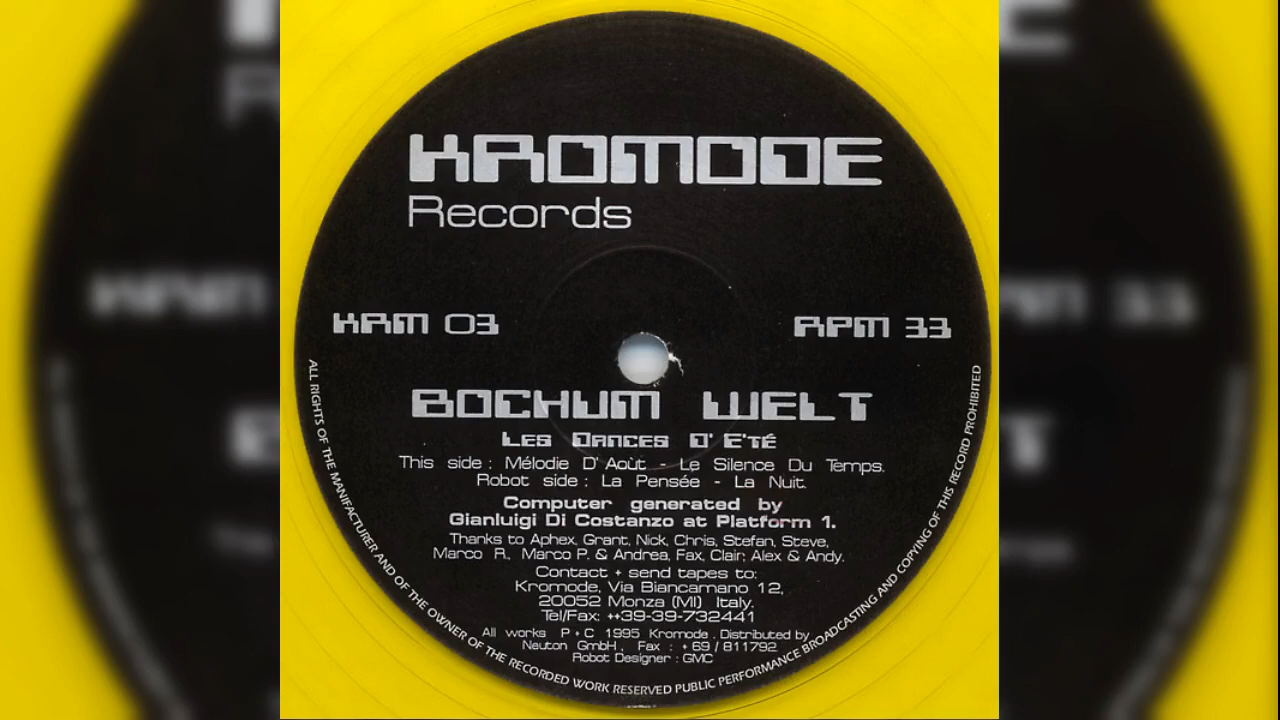 KROMODE
Records
KRM 03
RPM 33
BOCHUM WELT
Les Dances D' E'té
This side : Mélodie D' Août - Le Silence Du Temps.
Robot side : La Pensée - La Nuit.
Computer generated by
Gianluigi Di Costanzo at Platform 1.
Thanks to Aphex, Grant, Nick, Chris, Stefan, Steve,
Marco R., Marco P. & Andrea, Fax, Clair, Alex & Andy.
Contact + send tapes to:
Kromode, Via Biancamano 12,
20052 Monza (MI) Italy.
Tel/Fax: ++39-39-732441
All works P + C 1995 Kromode . Distributed by
Neuton GmbH , Fax : + 69 / 811792
Robot Designer : GMC
ALL RIGHTS OF THE MANUFACTURER AND OF THE OWNER OF THE RECORDED WORK RESERVED PUBLIC PERFORMANCE BROADCASTING AND COPYING OF THIS RECORD PROHIBITED